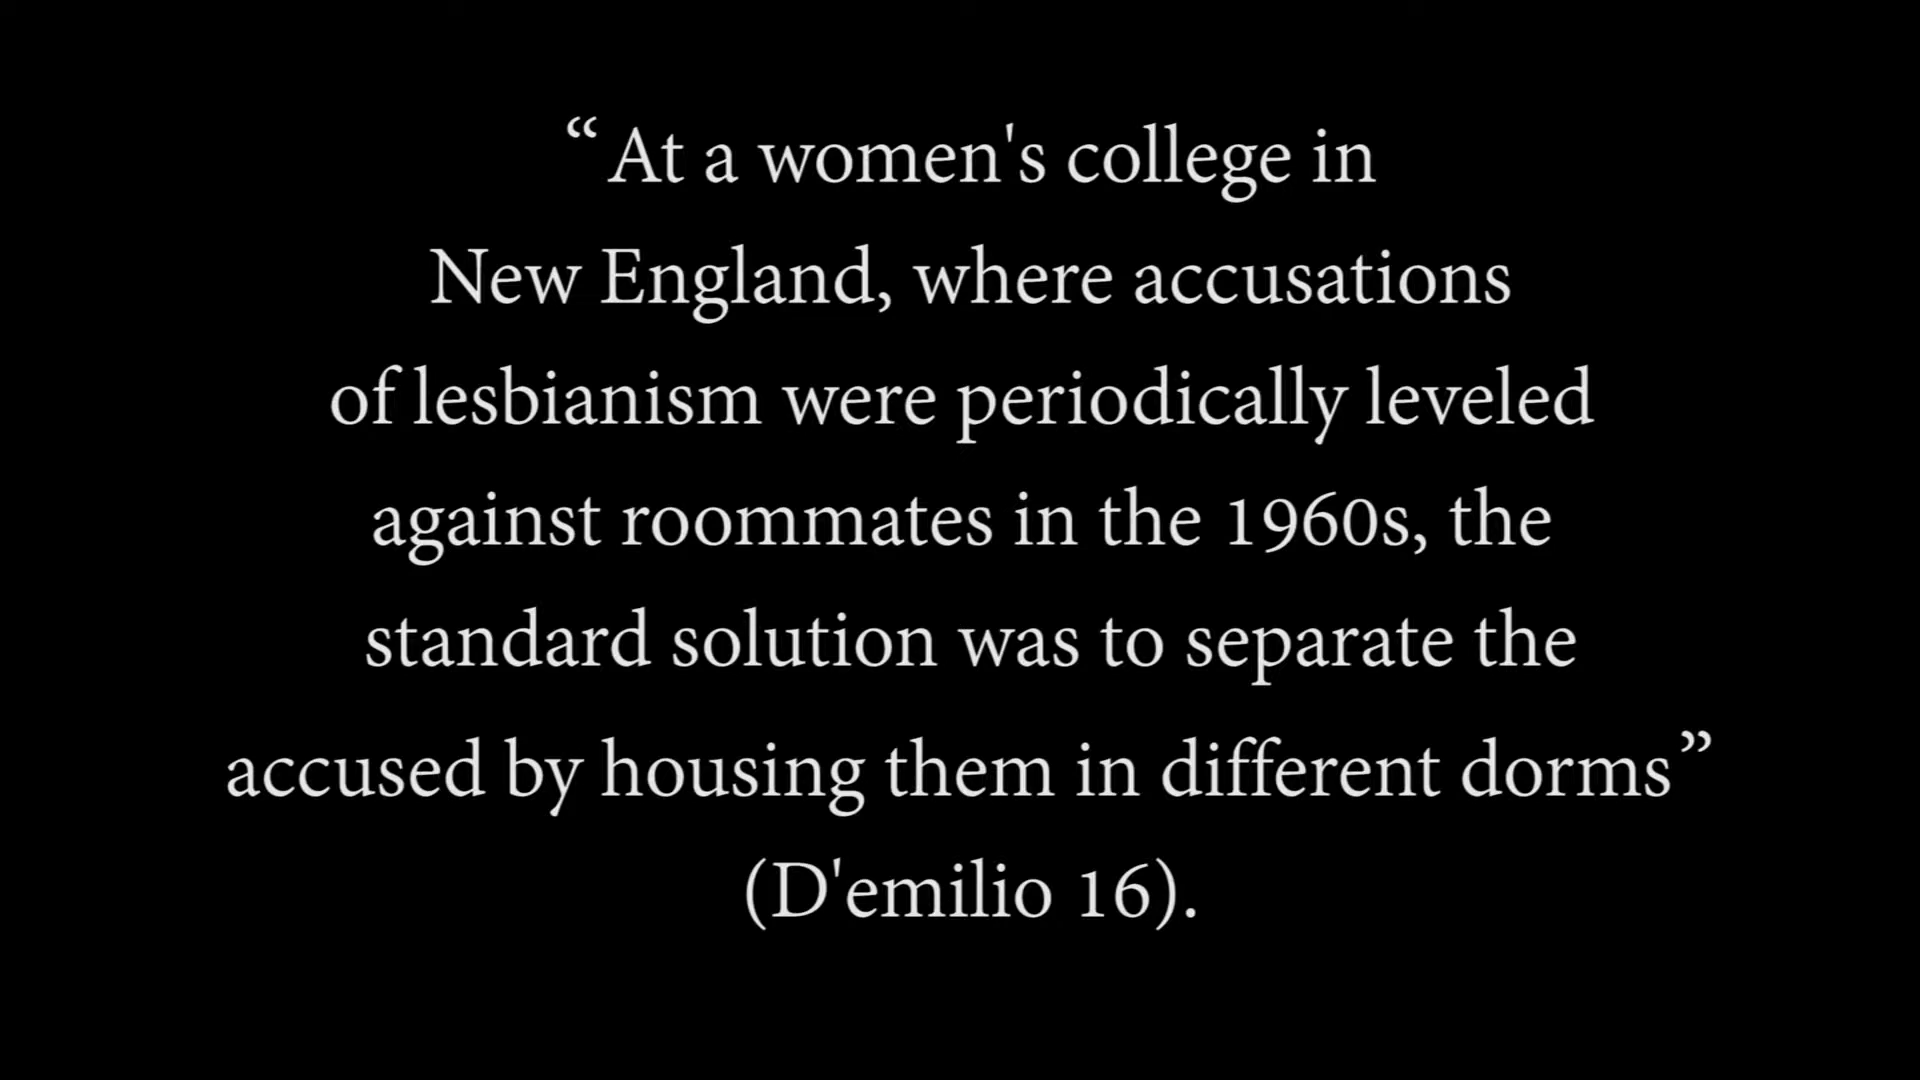 “At a women's college in
New England, where accusations
of lesbianism were periodically leveled
against roommates in the 1960s, the
standard solution was to separate the
accused by housing them in different dorms”
(D'emilio 16).